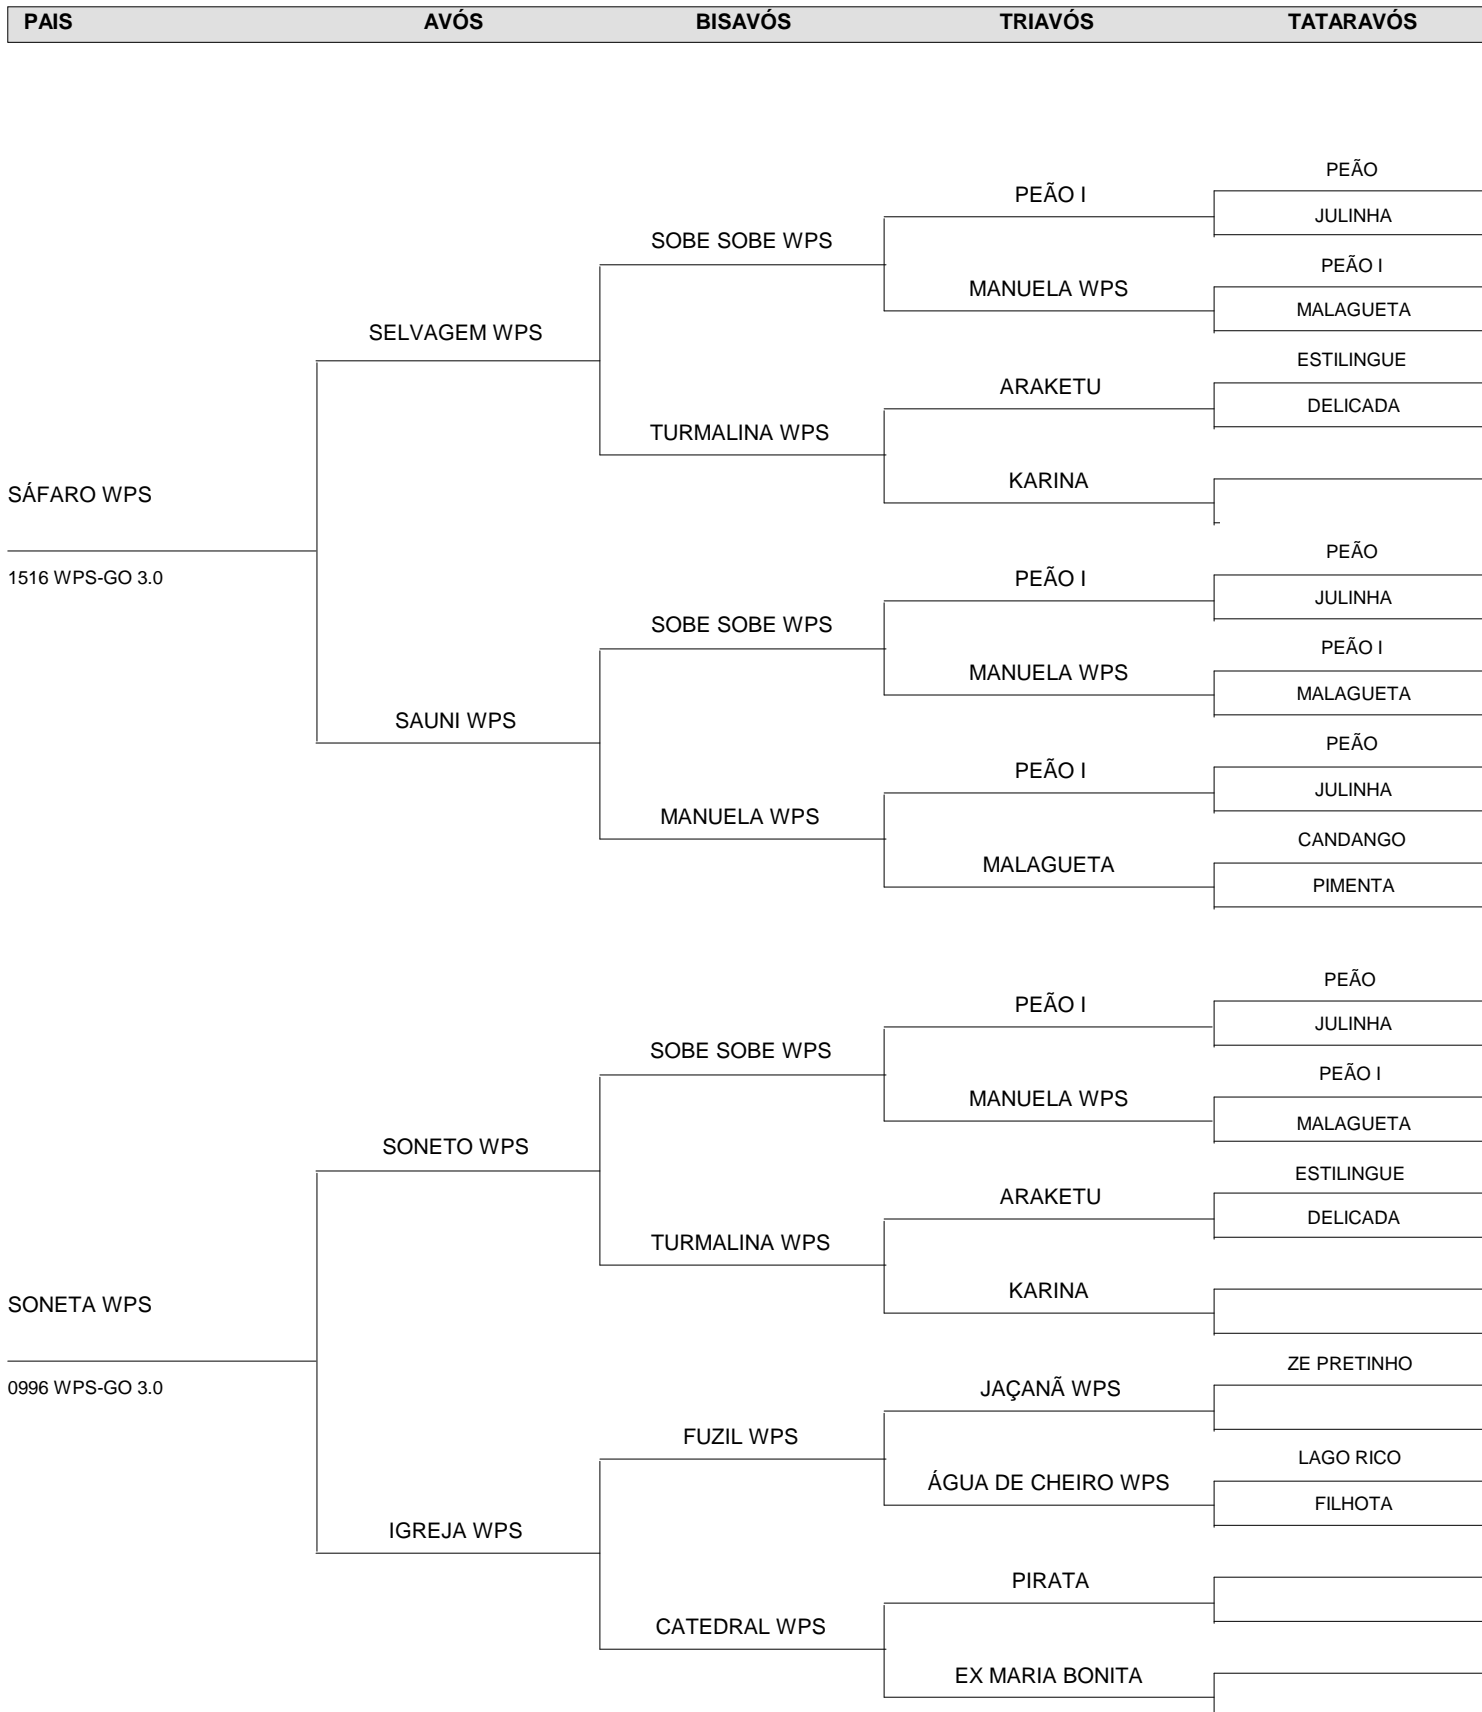 PAIS AVÓS BISAVÓS TRIAVÓS TATARAVÓS
PEÃO
PEÃO I
JULINHA
SOBE SOBE WPS
PEÃO I
MANUELA WPS
MALAGUETA
SELVAGEM WPS
ESTILINGUE
ARAKETU
DELICADA
TURMALINA WPS
KARINA
SÁFARO WPS
PEÃO
1516 WPS-GO 3.0
PEÃO I
JULINHA
SOBE SOBE WPS
PEÃO I
MANUELA WPS
MALAGUETA
SAUNI WPS
PEÃO
PEÃO I
JULINHA
MANUELA WPS
CANDANGO
MALAGUETA
PIMENTA
PEÃO
PEÃO I
JULINHA
SOBE SOBE WPS
PEÃO I
MANUELA WPS
MALAGUETA
SONETO WPS
ESTILINGUE
ARAKETU
DELICADA
TURMALINA WPS
KARINA
SONETA WPS
ZE PRETINHO
0996 WPS-GO 3.0
JAÇANÃ WPS
FUZIL WPS
LAGO RICO
ÁGUA DE CHEIRO WPS
FILHOTA
IGREJA WPS
PIRATA
CATEDRAL WPS
EX MARIA BONITA